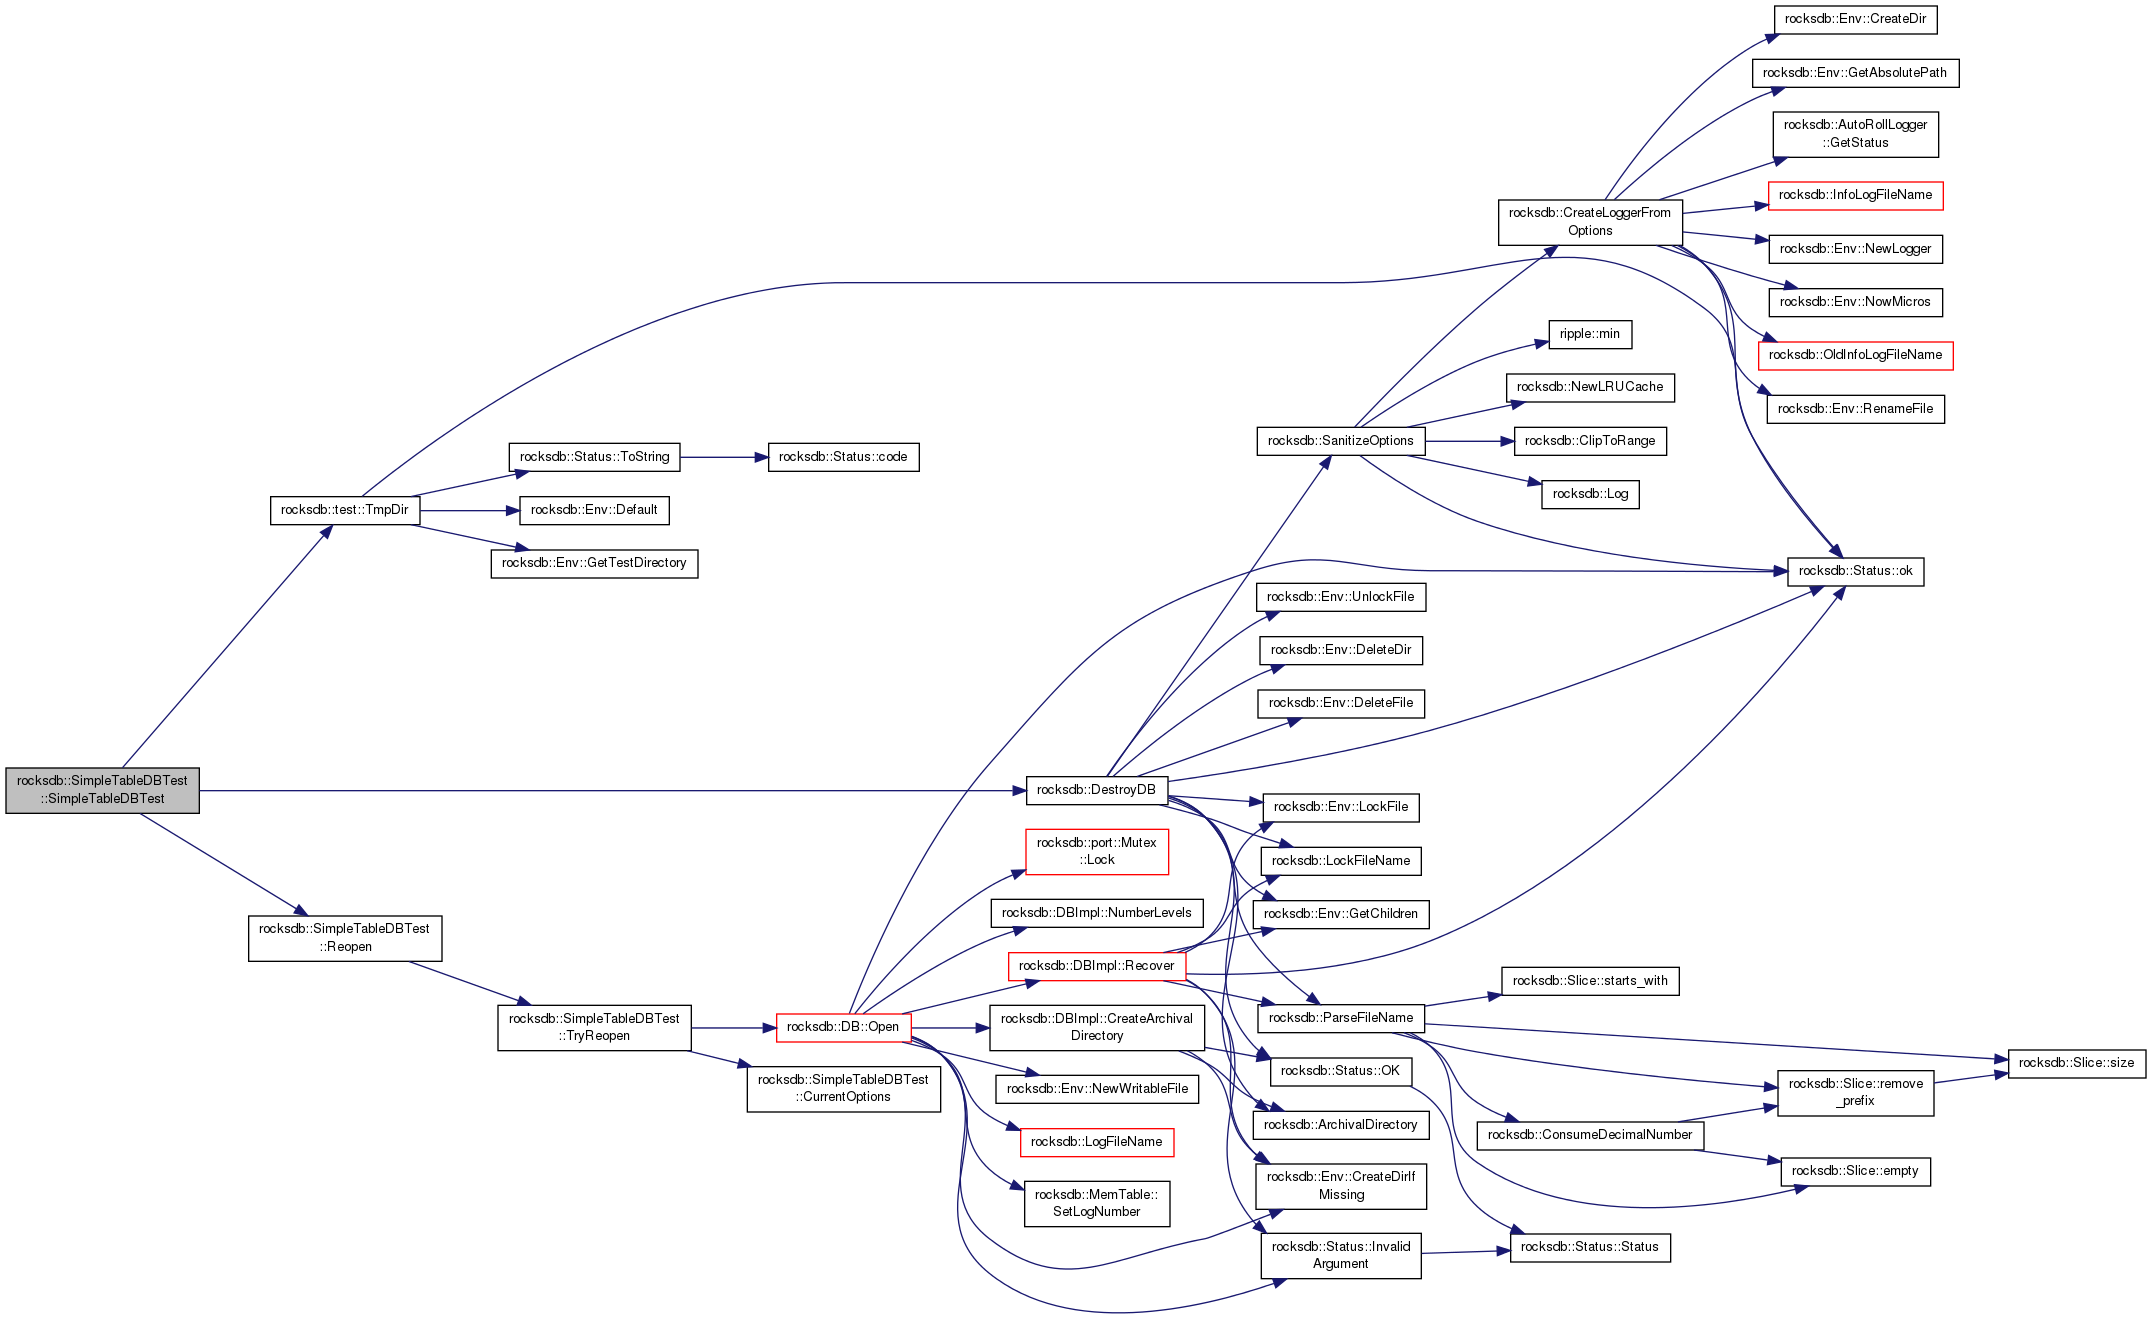 rocksdb::SimpleTableDBTest
::SimpleTableDBTest
rocksdb::test::TmpDir
rocksdb::Status::ToString
rocksdb::Status::code
rocksdb::Env::Default
rocksdb::Env::GetTestDirectory
rocksdb::SimpleTableDBTest
::Reopen
rocksdb::SimpleTableDBTest
::TryReopen
rocksdb::SimpleTableDBTest
::CurrentOptions
rocksdb::DB::Open
rocksdb::DestroyDB
rocksdb::port::Mutex
::Lock
rocksdb::DBImpl::NumberLevels
rocksdb::DBImpl::Recover
rocksdb::DBImpl::CreateArchival
Directory
rocksdb::Env::NewWritableFile
rocksdb::LogFileName
rocksdb::MemTable::
SetLogNumber
rocksdb::SanitizeOptions
rocksdb::Env::UnlockFile
rocksdb::Env::DeleteDir
rocksdb::Env::DeleteFile
rocksdb::Env::LockFile
rocksdb::LockFileName
rocksdb::Env::GetChildren
rocksdb::ParseFileName
rocksdb::Status::OK
rocksdb::ArchivalDirectory
rocksdb::Env::CreateDirIf
Missing
rocksdb::Status::Invalid
Argument
rocksdb::CreateLoggerFrom
Options
ripple::min
rocksdb::NewLRUCache
rocksdb::ClipToRange
rocksdb::Log
rocksdb::Slice::starts_with
rocksdb::ConsumeDecimalNumber
rocksdb::Status::Status
rocksdb::Env::CreateDir
rocksdb::Env::GetAbsolutePath
rocksdb::AutoRollLogger
::GetStatus
rocksdb::InfoLogFileName
rocksdb::Env::NewLogger
rocksdb::Env::NowMicros
rocksdb::OldInfoLogFileName
rocksdb::Env::RenameFile
rocksdb::Status::ok
rocksdb::Slice::remove
_prefix
rocksdb::Slice::empty
rocksdb::Slice::size